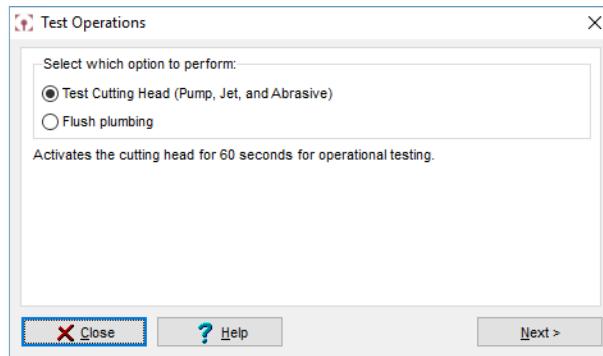 Test Operations
Select which option to perform:
Test Cutting Head (Pump, Jet, and Abrasive)
Flush plumbing
Activates the cutting head for 60 seconds for operational testing.
Close
Help
Next >